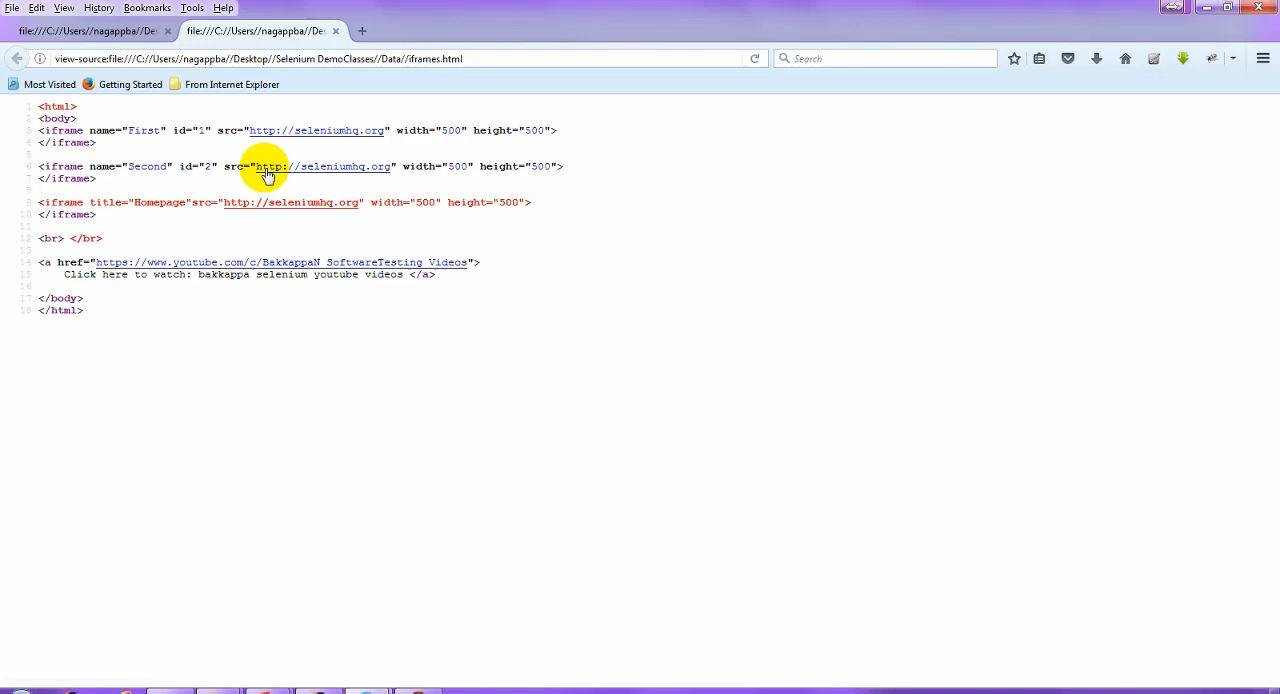 File Edit View History Bookmarks Tools Help
file:///C://Users//nagappba//De: × file:///C://Users//nagappba//De: × +
view-source:file:///C://Users//nagappba//Desktop//Selenium DemoClasses//Data//iframes.html Search
Most Visited Getting Started From Internet Explorer
1 <html>
2 <body>
3 <iframe name="First" id="1" src="http://seleniumhq.org" width="500" height="500">
4 </iframe>
5
6 <iframe name="Second" id="2" src="http://seleniumhq.org" width="500" height="500">
7 </iframe>
8
9 <iframe title="Homepage"src="http://seleniumhq.org" width="500" height="500">
10 </iframe>
11
12 <br> </br>
13
14 <a href="https://www.youtube.com/c/BakkappaN_SoftwareTesting_Videos">
15 Click here to watch: bakkappa selenium youtube videos </a>
16
17 </body>
18 </html>